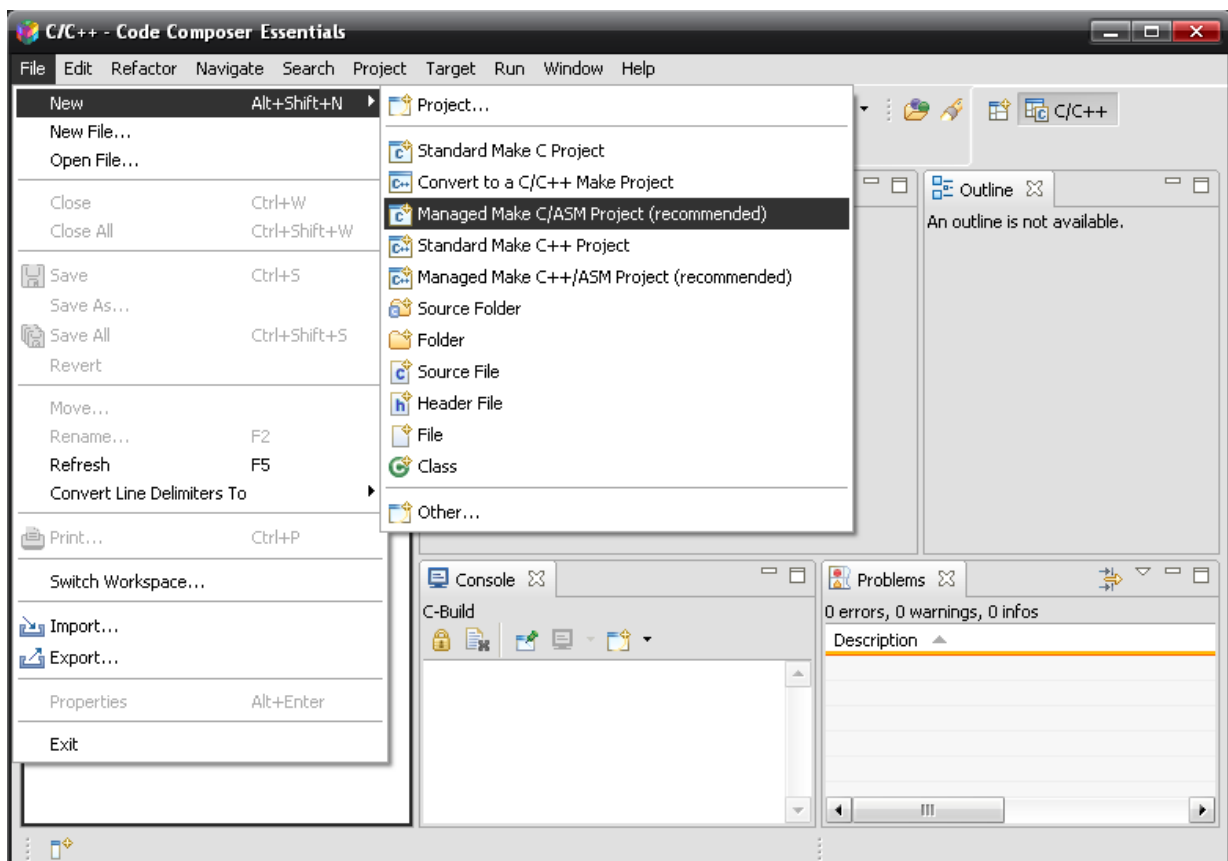 C/C++ - Code Composer Essentials
File Edit Refactor Navigate Search Project Target Run Window Help
New Alt+Shift+N
New File...
Open File...
Close Ctrl+W
Close All Ctrl+Shift+W
Save Ctrl+S
Save As...
Save All Ctrl+Shift+S
Revert
Move...
Rename... F2
Refresh F5
Convert Line Delimiters To
Print... Ctrl+P
Switch Workspace...
Import...
Export...
Properties Alt+Enter
Exit
Project...
Standard Make C Project
Convert to a C/C++ Make Project
Managed Make C/ASM Project (recommended)
Standard Make C++ Project
Managed Make C++/ASM Project (recommended)
Source Folder
Folder
Source File
Header File
File
Class
Other...
C/C++
Outline
An outline is not available.
Console
C-Build
Problems
0 errors, 0 warnings, 0 infos
Description